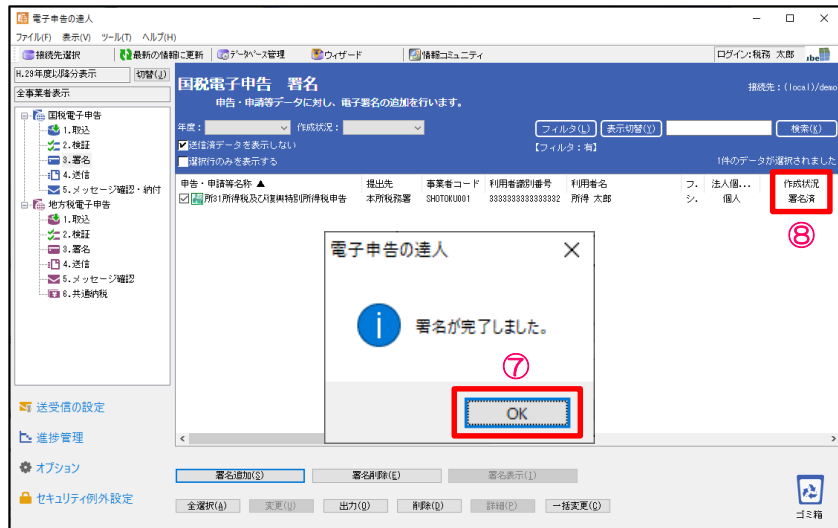 電子申告の達人
ファイル(F) 表示(V) ツール(T) ヘルプ(H)
接続先選択 最新の情報に更新 データベース管理 ウィザード 情報コミュニティ ログイン:税務 太郎
H.29年度以降分表示 切替(J)
全事業者表示
国税電子申告
1.取込
2.検証
3.署名
4.送信
5.メッセージ確認・納付
地方税電子申告
1.取込
2.検証
3.署名
4.送信
5.メッセージ確認
6.共通納税
送受信の設定
進捗管理
オプション
セキュリティ例外設定
国税電子申告 署名
接続先:(local)/demo
申告・申請等データに対し、電子署名の追加を行います。
年度: 作成状況: フィルタ(L) 表示切替(Y) 検索(K)
送信済データを表示しない 【フィルタ:有】
選択行のみを表示する 1件のデータが選択されました
申告・申請等名称 ▲ 提出先 事業者コード 利用者識別番号 利用者名 フ. 法人個... 作成状況
所31所得税及び復興特別所得税申告 本所税務署 SHOTOKU001 3333333333333332 所得 太郎 シ. 個人 署名済
⑧
電子申告の達人
署名が完了しました。
⑦
OK
署名追加(S) 署名削除(E) 署名表示(I)
全選択(A) 変更(U) 出力(O) 削除(D) 詳細(P) 一括変更(C)
ゴミ箱